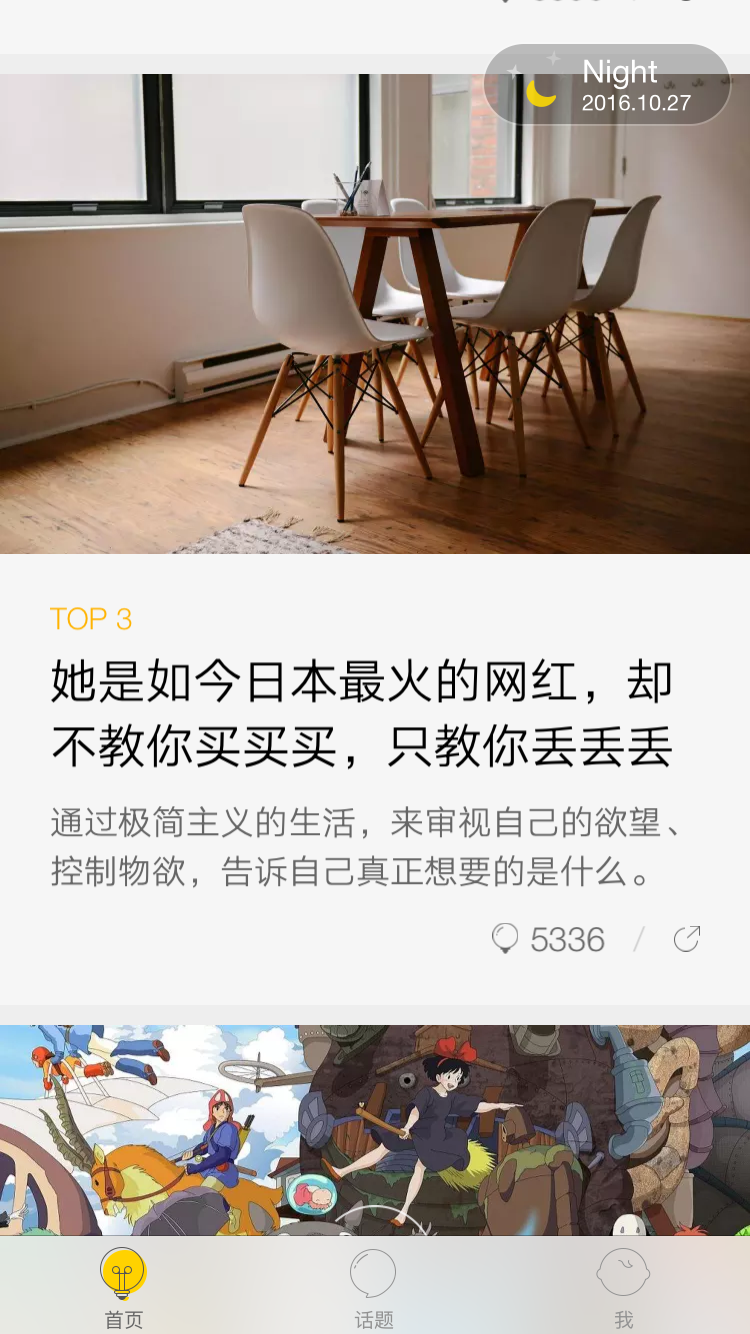 Night
2016.10.27
TOP 3
她是如今日本最火的网红，却
不教你买买买，只教你丢丢丢
通过极简主义的生活，来审视自己的欲望、
控制物欲，告诉自己真正想要的是什么。
5336 /
首页 话题 我